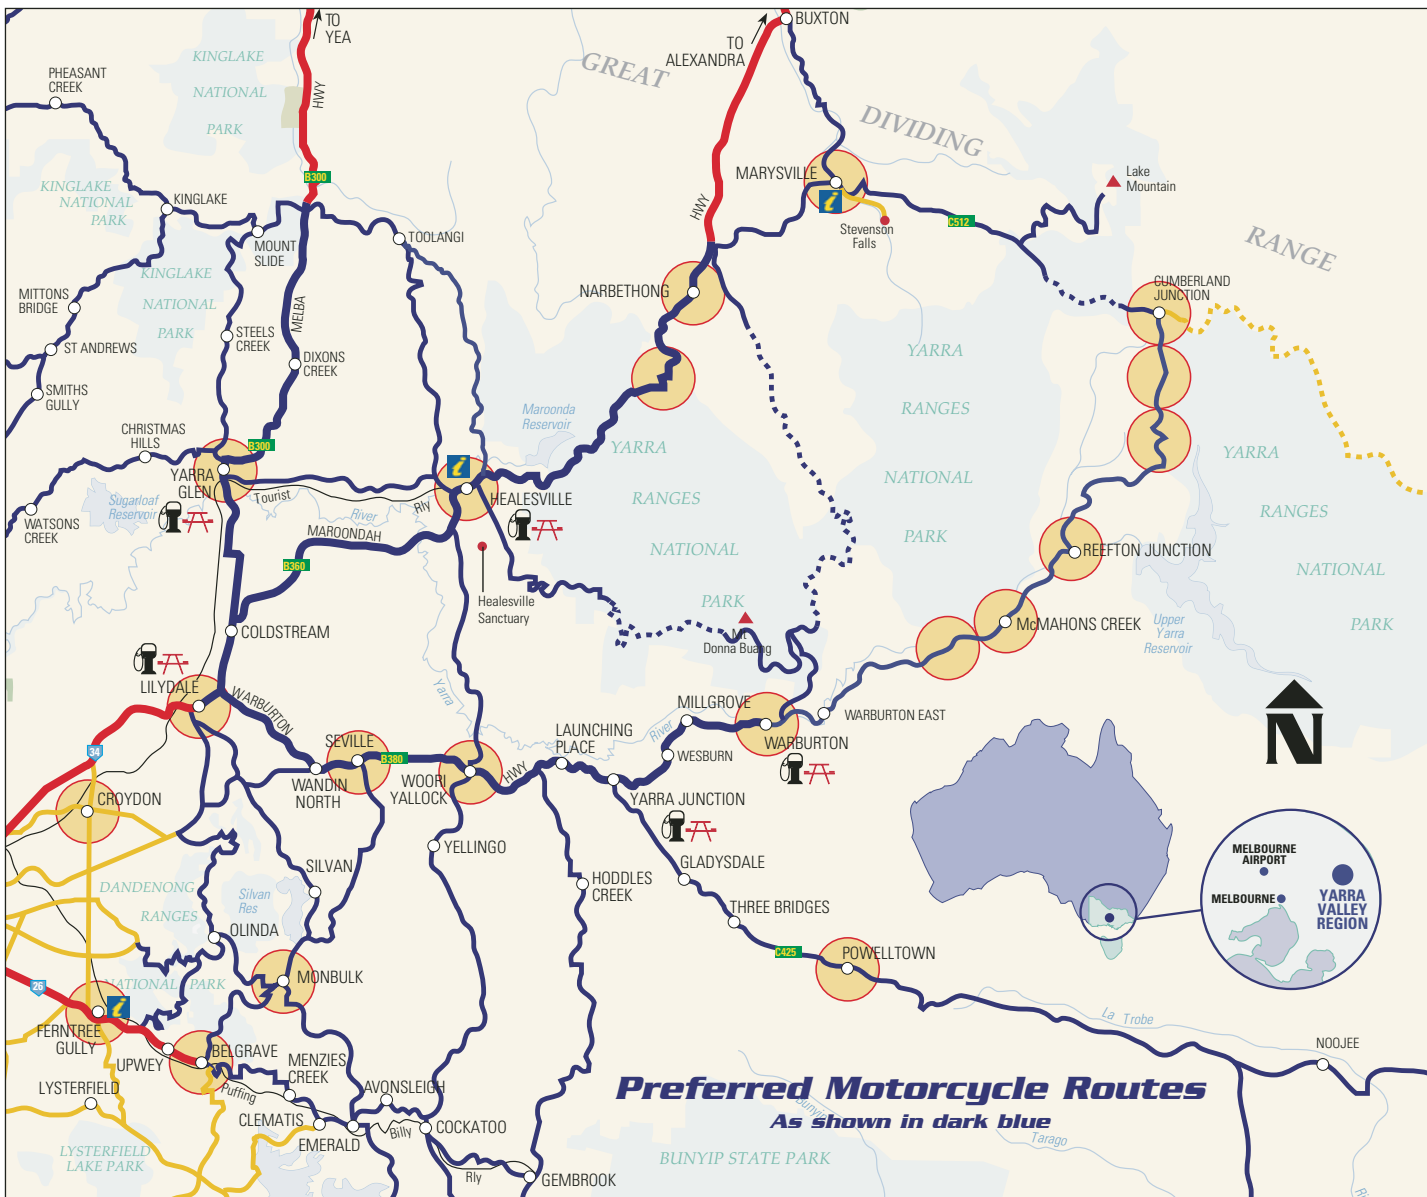 TO
YEA
BUXTON
TO
ALEXANDRA
KINGLAKE
NATIONAL
PARK
GREAT
PHEASANT
CREEK
HWY
DIVIDING
B300
MARYSVILLE
i
Lake
Mountain
KINGLAKE
NATIONAL
PARK
KINGLAKE
HWY
Stevenson
Falls
C512
RANGE
TOOLANGI
MOUNT
SLIDE
KINGLAKE
NATIONAL
PARK
CUMBERLAND
JUNCTION
NARBETHONG
MITTONS
BRIDGE
MELBA
STEELS
CREEK
ST ANDREWS
DIXONS
CREEK
YARRA
RANGES
NATIONAL
PARK
SMITHS
GULLY
Maroonda
Reservoir
CHRISTMAS
HILLS
B300
YARRA
RANGES
NATIONAL
PARK
YARRA
RANGES
NATIONAL
PARK
YARRA
GLEN
i
HEALESVILLE
Sugarloaf
Reservoir
Tourist
Rly
River
WATSONS
CREEK
MAROONDAH
B360
REEFTON JUNCTION
Healesville
Sanctuary
Mt
Donna Buang
McMAHONS CREEK
Upper
Yarra
Reservoir
COLDSTREAM
LILYDALE
WARBURTON
Yarra
MILLGROVE
WARBURTON EAST
N
River
WARBURTON
LAUNCHING
PLACE
WESBURN
SEVILLE
B380
34
WANDIN
NORTH
WOORI
YALLOCK
HWY
CROYDON
YARRA JUNCTION
YELLINGO
GLADYSDALE
SILVAN
HODDLES
CREEK
MELBOURNE
AIRPORT
MELBOURNE
YARRA
VALLEY
REGION
DANDENONG
RANGES
NATIONAL PARK
Silvan
Res
THREE BRIDGES
OLINDA
C425
POWELLTOWN
MONBULK
26
i
FERNTREE
GULLY
La Trobe
NOOJEE
UPWEY
BELGRAVE
MENZIES
CREEK
AVONSLEIGH
LYSTERFIELD
Puffing
Preferred Motorcycle Routes
As shown in dark blue
Bunyip
CLEMATIS
EMERALD
Billy
COCKATOO
Tarago
LYSTERFIELD
LAKE PARK
BUNYIP STATE PARK
Rly
GEMBROOK